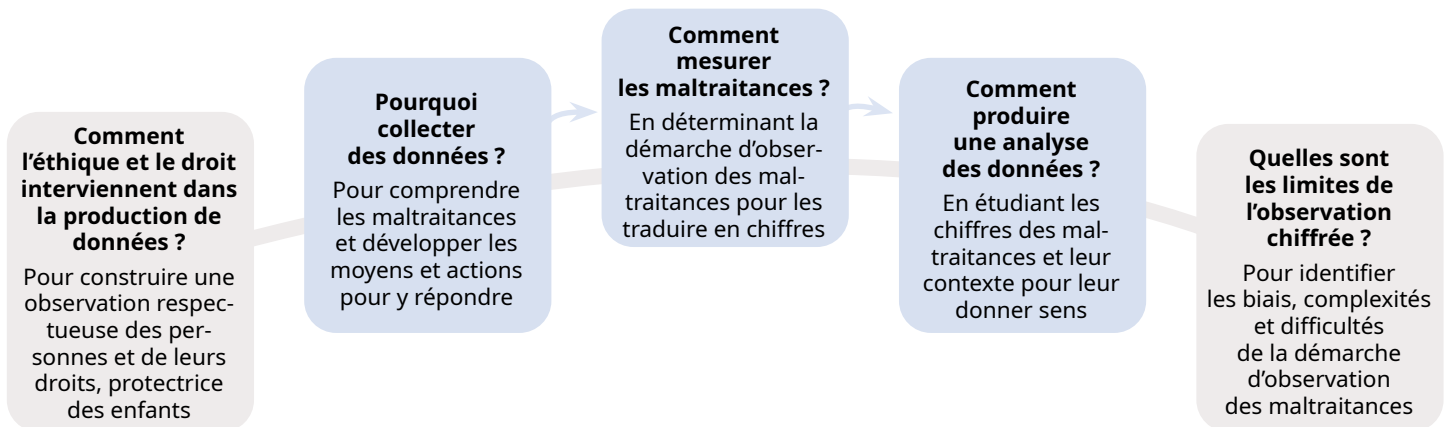 Comment
l’éthique et le droit
interviennent dans
la production de
données ?
Pour construire une
observation respec-
tueuse des per-
sonnes et de leurs
droits, protectrice
des enfants
Pourquoi
collecter
des données ?
Pour comprendre
les maltraitances
et développer les
moyens et actions
pour y répondre
Comment
mesurer
les maltraitances ?
En déterminant la
démarche d’obser-
vation des mal-
traitances pour les
traduire en chiffres
Comment
produire
une analyse
des données ?
En étudiant les
chiffres des mal-
traitances et leur
contexte pour leur
donner sens
Quelles sont
les limites de
l’observation
chiffrée ?
Pour identifier
les biais, complexités
et difficultés
de la démarche
d’observation
des maltraitances